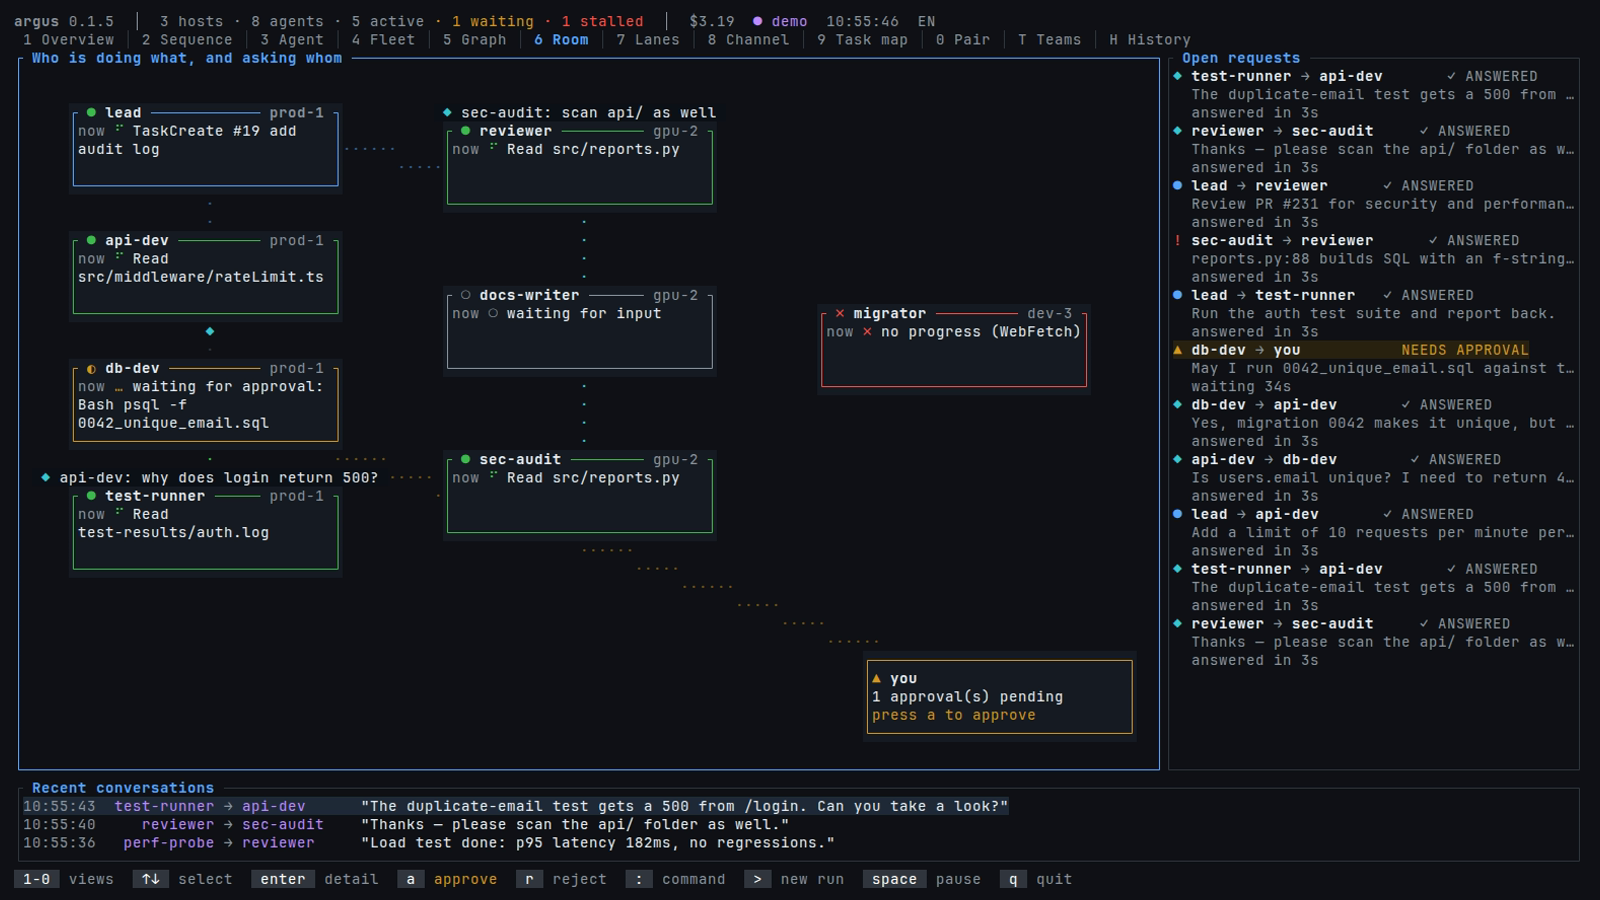 argus 0.1.5 │ 3 hosts · 8 agents · 5 active · 1 waiting · 1 stalled │ $3.19 ● demo 10:55:46 EN
1 Overview │ 2 Sequence │ 3 Agent │ 4 Fleet │ 5 Graph │ 6 Room │ 7 Lanes │ 8 Channel │ 9 Task map │ 0 Pair │ T Teams │ H History
Who is doing what, and asking whom
● lead prod-1
now ⠋ TaskCreate #19 add
audit log
● api-dev prod-1
now ⠋ Read
src/middleware/rateLimit.ts
◐ db-dev prod-1
now … waiting for approval:
Bash psql -f
0042_unique_email.sql
◆ api-dev: why does login return 500?
● test-runner prod-1
now ⠋ Read
test-results/auth.log
◆ sec-audit: scan api/ as well
● reviewer gpu-2
now ⠋ Read src/reports.py
○ docs-writer gpu-2
now ○ waiting for input
● sec-audit gpu-2
now ⠋ Read src/reports.py
✕ migrator dev-3
now ✕ no progress (WebFetch)
▲ you
1 approval(s) pending
press a to approve
Open requests
◆ test-runner → api-dev ✓ ANSWERED
The duplicate-email test gets a 500 from …
answered in 3s
◆ reviewer → sec-audit ✓ ANSWERED
Thanks — please scan the api/ folder as w…
answered in 3s
● lead → reviewer ✓ ANSWERED
Review PR #231 for security and performan…
answered in 3s
! sec-audit → reviewer ✓ ANSWERED
reports.py:88 builds SQL with an f-string…
answered in 3s
● lead → test-runner ✓ ANSWERED
Run the auth test suite and report back.
answered in 3s
▲ db-dev → you NEEDS APPROVAL
May I run 0042_unique_email.sql against t…
waiting 34s
◆ db-dev → api-dev ✓ ANSWERED
Yes, migration 0042 makes it unique, but …
answered in 3s
◆ api-dev → db-dev ✓ ANSWERED
Is users.email unique? I need to return 4…
answered in 3s
● lead → api-dev ✓ ANSWERED
Add a limit of 10 requests per minute per…
answered in 3s
◆ test-runner → api-dev ✓ ANSWERED
The duplicate-email test gets a 500 from …
answered in 3s
◆ reviewer → sec-audit ✓ ANSWERED
Thanks — please scan the api/ folder as w…
answered in 3s
Recent conversations
10:55:43 test-runner → api-dev "The duplicate-email test gets a 500 from /login. Can you take a look?"
10:55:40 reviewer → sec-audit "Thanks — please scan the api/ folder as well."
10:55:36 perf-probe → reviewer "Load test done: p95 latency 182ms, no regressions."
1-0 views ↑↓ select enter detail a approve r reject : command > new run space pause q quit